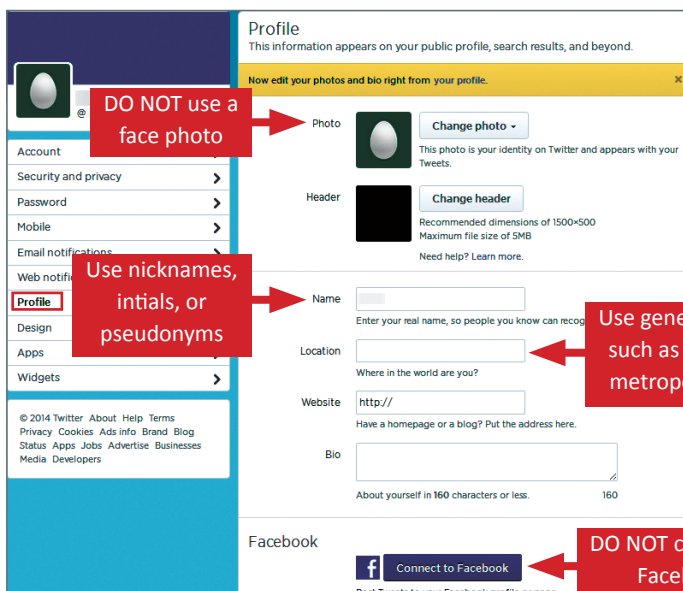 Profile
This information appears on your public profile, search results, and beyond.
Now edit your photos and bio right from your profile.
×
@
DO NOT use a
face photo
Photo
Change photo
This photo is your identity on Twitter and appears with your
Tweets.
Header
Change header
Recommended dimensions of 1500×500
Maximum file size of 5MB
Need help? Learn more.
Account
Security and privacy
Password
Mobile
Email notifications
Web notifi
Profile
Design
Apps
Widgets
Use nicknames,
intials, or
pseudonyms
Name
Enter your real name, so people you know can recog
Location
Where in the world are you?
Use gene
such as
metrop
Website
http://
Have a homepage or a blog? Put the address here.
Bio
About yourself in 160 characters or less.
160
© 2014 Twitter About Help Terms
Privacy Cookies Ads info Brand Blog
Status Apps Jobs Advertise Businesses
Media Developers
Facebook
f Connect to Facebook
DO NOT c
Facel